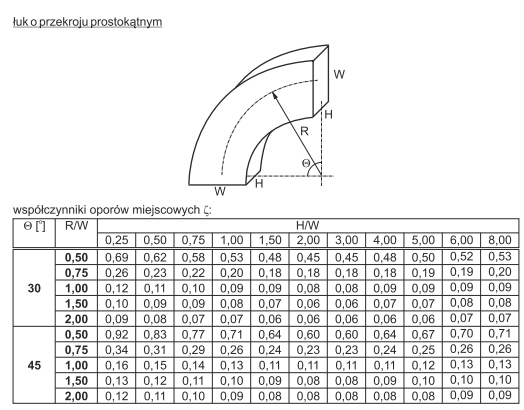 łuk o przekroju prostokątnym
W
H
R
Θ
W
H
współczynniki oporów miejscowych ζ:
Θ [°] R/W H/W
0,25 0,50 0,75 1,00 1,50 2,00 3,00 4,00 5,00 6,00 8,00
30
0,50 0,69 0,62 0,58 0,53 0,48 0,45 0,45 0,48 0,50 0,52 0,53
0,75 0,26 0,23 0,22 0,20 0,18 0,18 0,18 0,18 0,19 0,19 0,20
1,00 0,12 0,11 0,10 0,09 0,09 0,08 0,08 0,09 0,09 0,09 0,09
1,50 0,10 0,09 0,09 0,08 0,07 0,06 0,06 0,07 0,07 0,08 0,08
2,00 0,09 0,08 0,07 0,07 0,06 0,06 0,06 0,06 0,06 0,07 0,07
45
0,50 0,92 0,83 0,77 0,71 0,64 0,60 0,60 0,64 0,67 0,70 0,71
0,75 0,34 0,31 0,29 0,26 0,24 0,23 0,23 0,24 0,25 0,26 0,26
1,00 0,16 0,15 0,14 0,13 0,11 0,11 0,11 0,11 0,12 0,13 0,13
1,50 0,13 0,12 0,11 0,10 0,09 0,08 0,08 0,09 0,10 0,10 0,10
2,00 0,12 0,11 0,10 0,09 0,08 0,08 0,08 0,08 0,08 0,09 0,09